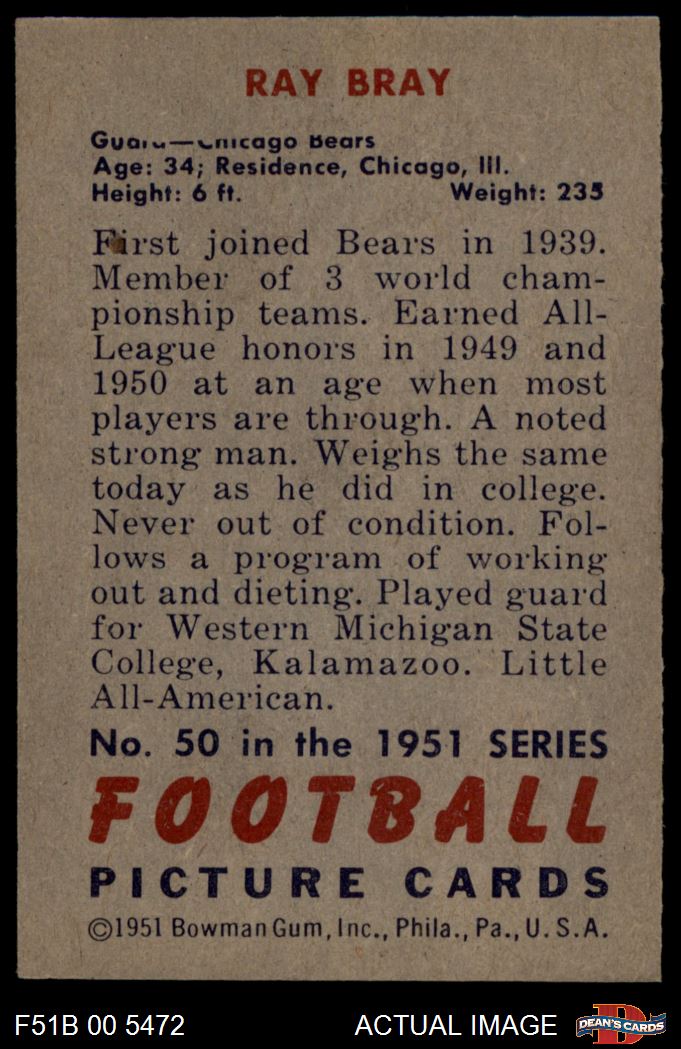 RAY BRAY
Guard—Chicago Bears
Age: 34; Residence, Chicago, Ill.
Height: 6 ft. Weight: 235
First joined Bears in 1939.
Member of 3 world cham-
pionship teams. Earned All-
League honors in 1949 and
1950 at an age when most
players are through. A noted
strong man. Weighs the same
today as he did in college.
Never out of condition. Fol-
lows a program of working
out and dieting. Played guard
for Western Michigan State
College, Kalamazoo. Little
All-American.
No. 50 in the 1951 SERIES
FOOTBALL
PICTURE CARDS
©1951 Bowman Gum, Inc., Phila., Pa., U.S.A.
F51B 00 5472 ACTUAL IMAGE D DEAN'S CARDS